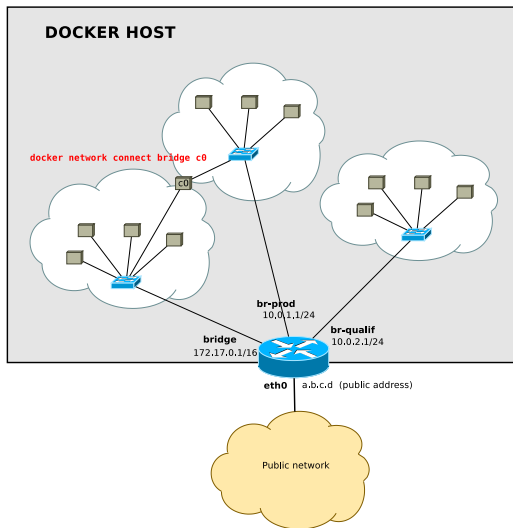 DOCKER HOST
docker network connect bridge c0
c0
br-prod
10.0.1.1/24
br-qualif
10.0.2.1/24
bridge
172.17.0.1/16
eth0 a.b.c.d (public address)
Public network